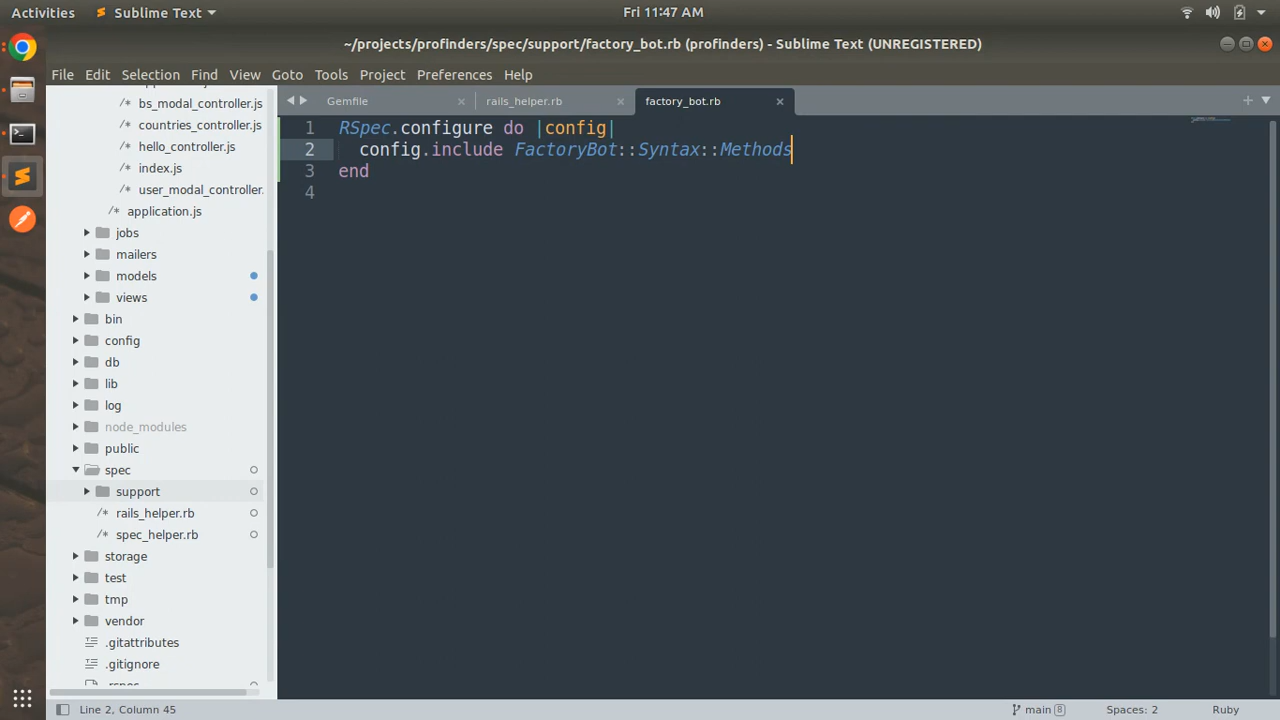 Activities
Sublime Text
Fri 11:47 AM
~/projects/profinders/spec/support/factory_bot.rb (profinders) - Sublime Text (UNREGISTERED)
File Edit Selection Find View Goto Tools Project Preferences Help
bs_modal_controller.js
countries_controller.js
hello_controller.js
index.js
user_modal_controller.
application.js
jobs
mailers
models
views
bin
config
db
lib
log
node_modules
public
spec
support
rails_helper.rb
spec_helper.rb
storage
test
tmp
vendor
.gitattributes
.gitignore
.rspec
Gemfile
rails_helper.rb
factory_bot.rb
1 RSpec.configure do |config|
2 config.include FactoryBot::Syntax::Methods
3 end
4
Line 2, Column 45
main 8
Spaces: 2
Ruby